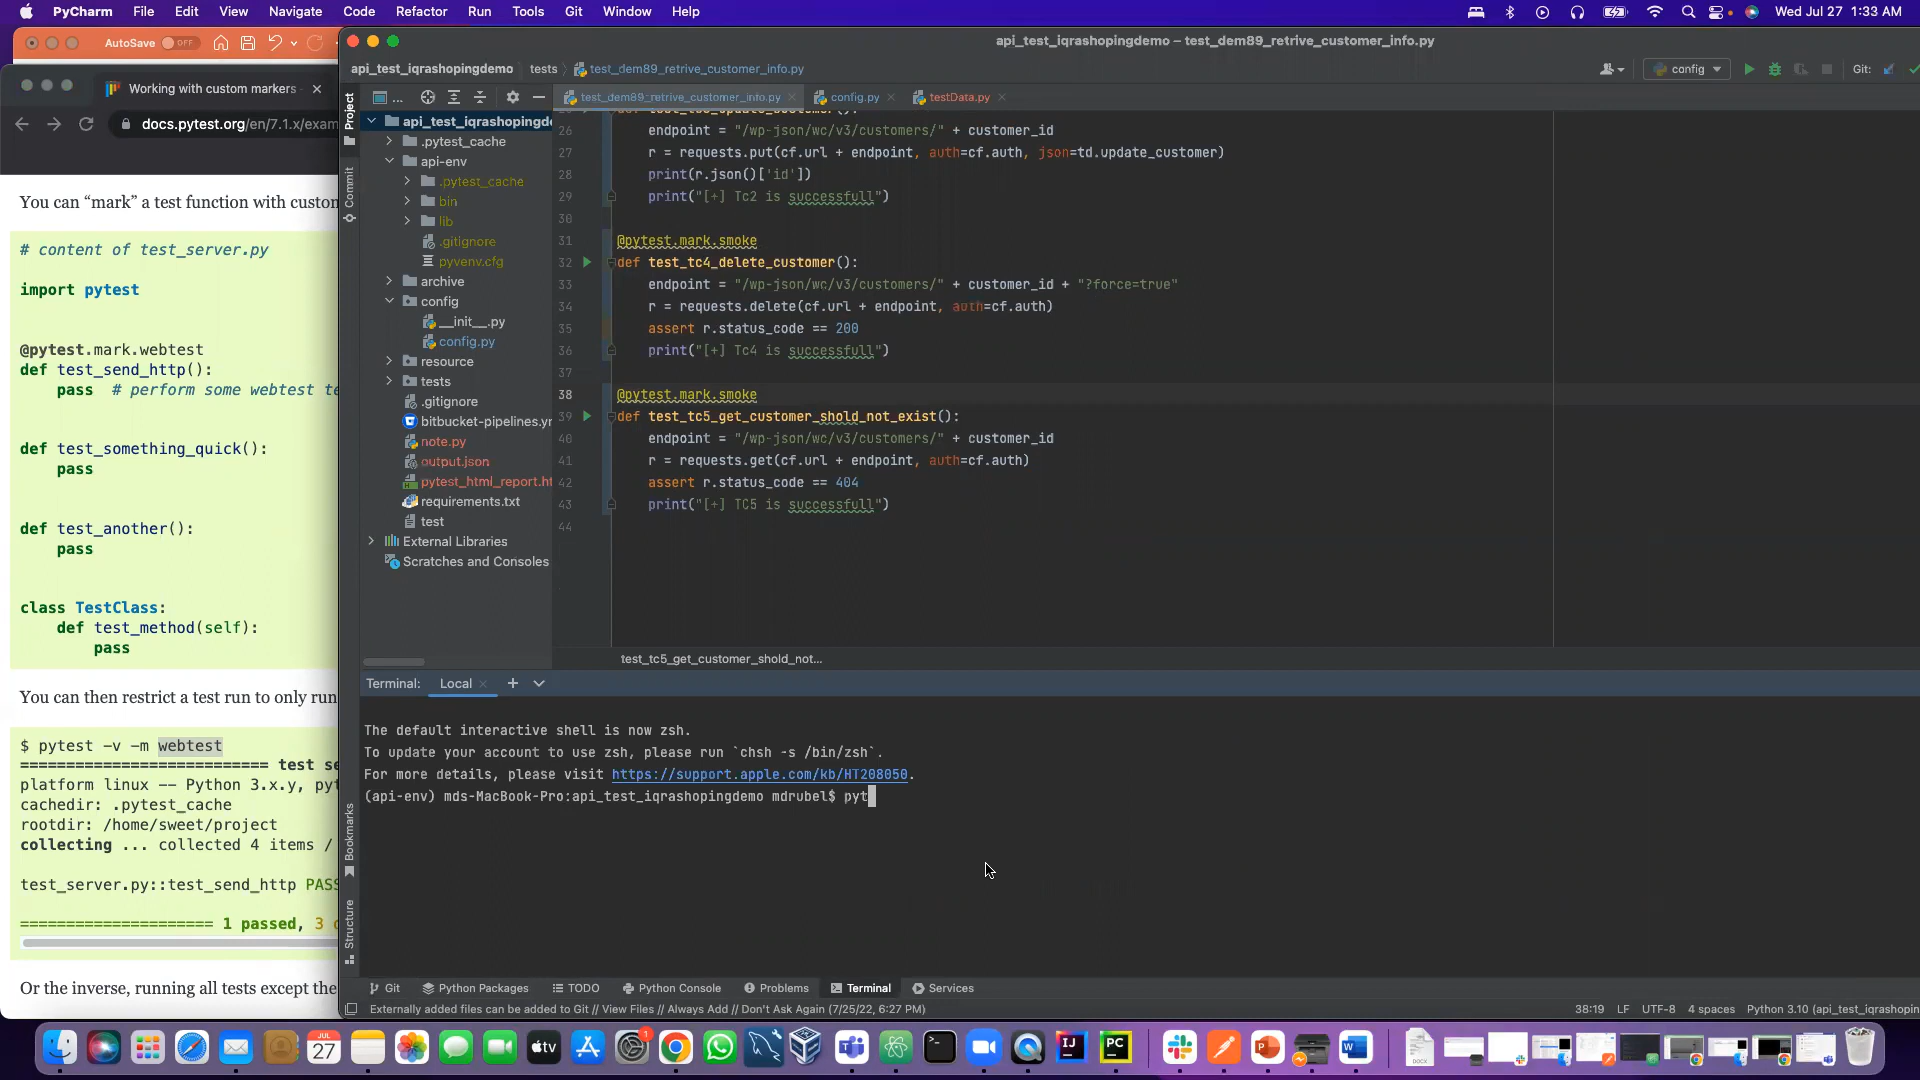 PyCharm File Edit View Navigate Code Refactor Run Tools Git Window Help Wed Jul 27 1:33 AM
AutoSave OFF
api_test_iqrashopingdemo – test_dem89_retrive_customer_info.py
api_test_iqrashopingdemo tests test_dem89_retrive_customer_info.py config Git:
Working with custom markers
docs.pytest.org/en/7.1.x/exam
You can “mark” a test function with custon
# content of test_server.py
import pytest
@pytest.mark.webtest
def test_send_http():
pass # perform some webtest te
def test_something_quick():
pass
def test_another():
pass
class TestClass:
def test_method(self):
pass
You can then restrict a test run to only run
$ pytest -v -m webtest
========================== test se
platform linux -- Python 3.x.y, pyt
cachedir: .pytest_cache
rootdir: /home/sweet/project
collecting ... collected 4 items /
test_server.py::test_send_http PASS
===================== 1 passed, 3
Or the inverse, running all tests except the
Project
Commit
Bookmarks
Structure
...
api_test_iqrashopingde
.pytest_cache
api-env
.pytest_cache
bin
lib
.gitignore
pyvenv.cfg
archive
config
__init__.py
config.py
resource
tests
.gitignore
bitbucket-pipelines.yr
note.py
output.json
pytest_html_report.ht
requirements.txt
test
External Libraries
Scratches and Consoles
test_dem89_retrive_customer_info.py config.py testData.py
26 endpoint = "/wp-json/wc/v3/customers/" + customer_id
27 r = requests.put(cf.url + endpoint, auth=cf.auth, json=td.update_customer)
28 print(r.json()['id'])
29 print("[+] Tc2 is successfull")
30
31 @pytest.mark.smoke
32 def test_tc4_delete_customer():
33 endpoint = "/wp-json/wc/v3/customers/" + customer_id + "?force=true"
34 r = requests.delete(cf.url + endpoint, auth=cf.auth)
35 assert r.status_code == 200
36 print("[+] Tc4 is successfull")
37
38 @pytest.mark.smoke
39 def test_tc5_get_customer_shold_not_exist():
40 endpoint = "/wp-json/wc/v3/customers/" + customer_id
41 r = requests.get(cf.url + endpoint, auth=cf.auth)
42 assert r.status_code == 404
43 print("[+] TC5 is successfull")
44
test_tc5_get_customer_shold_not...
Terminal: Local
The default interactive shell is now zsh.
To update your account to use zsh, please run `chsh -s /bin/zsh`.
For more details, please visit https://support.apple.com/kb/HT208050.
(api-env) mds-MacBook-Pro:api_test_iqrashopingdemo mdrubel$ pyt
Git Python Packages TODO Python Console Problems Terminal Services
Externally added files can be added to Git // View Files // Always Add // Don't Ask Again (7/25/22, 6:27 PM) 38:19 LF UTF-8 4 spaces Python 3.10 (api_test_iqrashopingd
JUL
27
tv
1
IJ
PC
DOCX